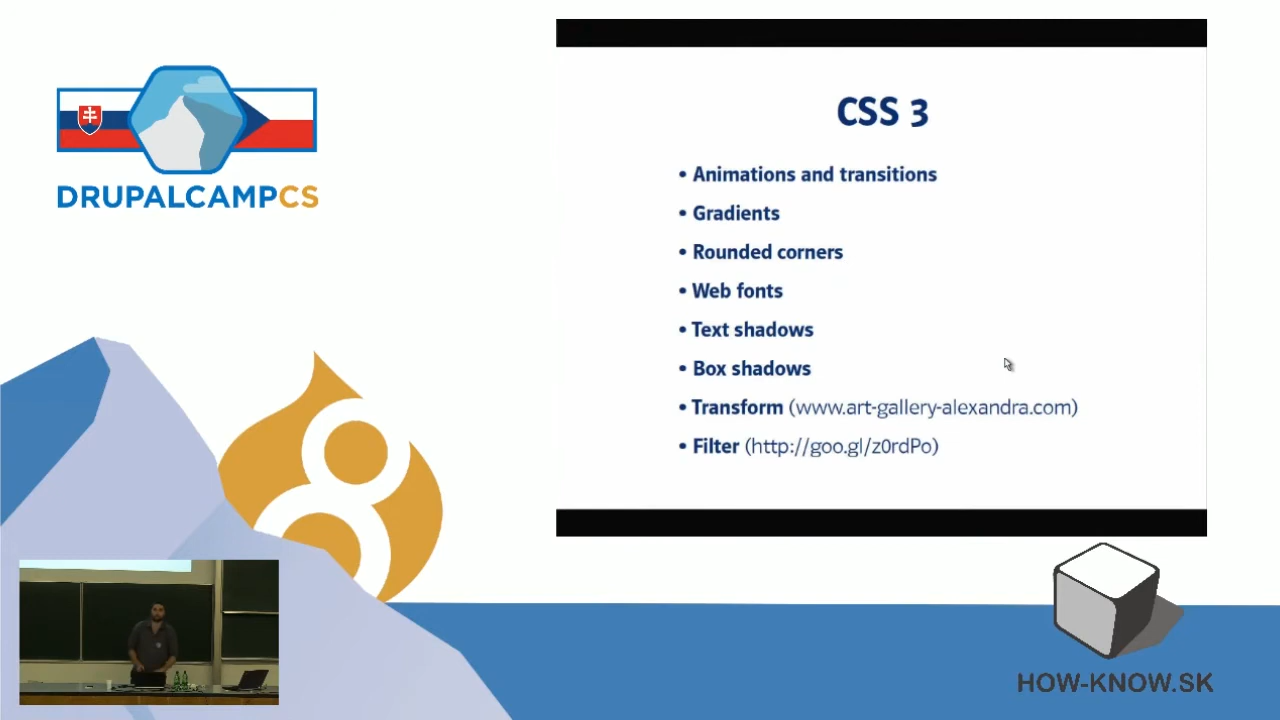 DRUPALCAMPCS
CSS 3
• Animations and transitions
• Gradients
• Rounded corners
• Web fonts
• Text shadows
• Box shadows
• Transform (www.art-gallery-alexandra.com)
• Filter (http://goo.gl/z0rdPo)
HOW-KNOW.SK